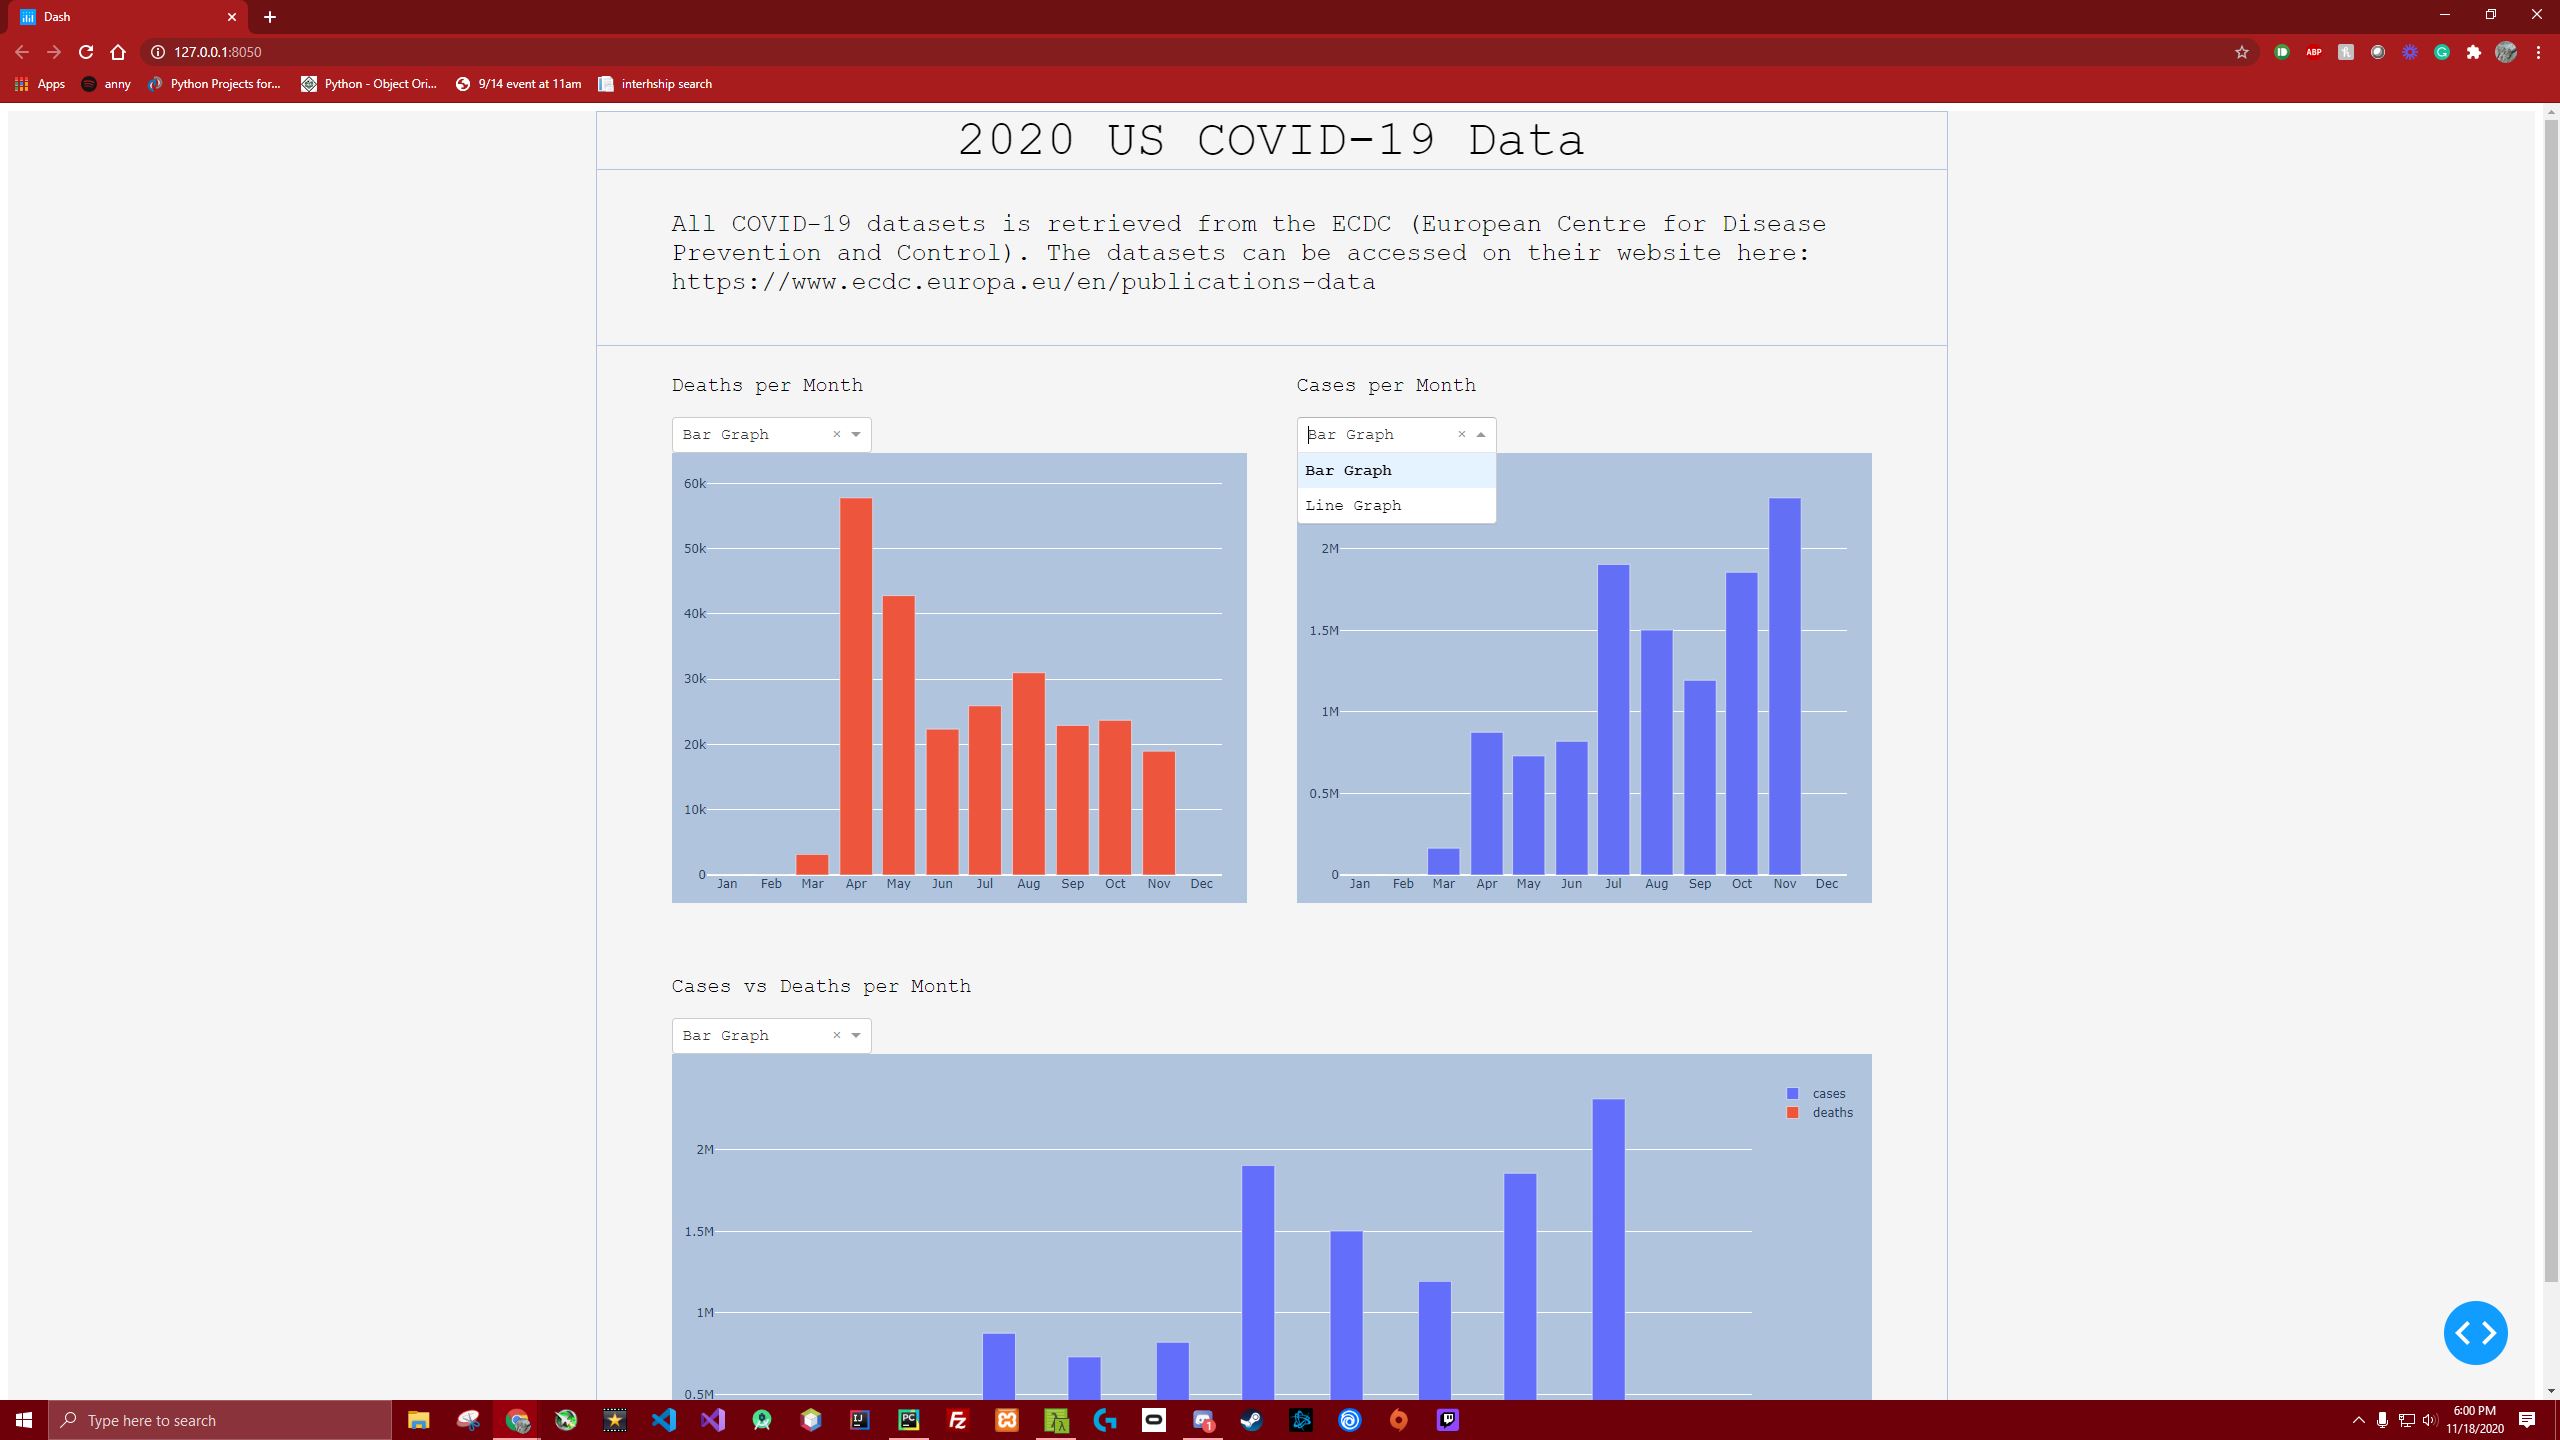 Dash
127.0.0.1:8050
ABP
Apps
anny
Python Projects for...
Python - Object Ori...
9/14 event at 11am
interhship search
2020 US COVID-19 Data
All COVID-19 datasets is retrieved from the ECDC (European Centre for Disease
Prevention and Control). The datasets can be accessed on their website here:
https://www.ecdc.europa.eu/en/publications-data
Deaths per Month
Bar Graph
60k
50k
40k
30k
20k
10k
0
Jan Feb Mar Apr May Jun Jul Aug Sep Oct Nov Dec
Cases per Month
Bar Graph
Bar Graph
Line Graph
2M
1.5M
1M
0.5M
0
Jan Feb Mar Apr May Jun Jul Aug Sep Oct Nov Dec
Cases vs Deaths per Month
Bar Graph
cases
deaths
2M
1.5M
1M
0.5M
Type here to search
IJ
PC
FZ
1
6:00 PM
11/18/2020